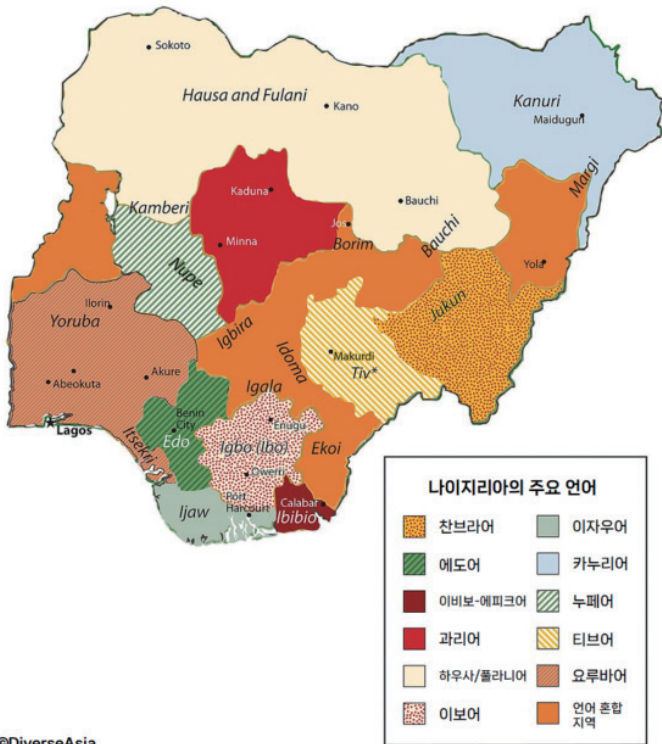 Sokoto
Hausa and Fulani
Kano
Kanuri
Maiduguri
Margi
Kaduna
Kamberi
Bauchi
Jos
Borim
Bauchi
Minna
Nupe
Yola
Ilorin
Yoruba
Igbira
Jukun
Idoma
Makurdi
Tiv*
Akure
Abeokuta
Igala
Lagos
Benin
City
Edo
Itsekri
Enugu
Igbo (Ibo)
Ekoi
Owerri
Port
Harcourt
Calabar
Ibibio
Ijaw
나이지리아의 주요 언어
찬브라어
이자우어
에도어
카누리어
이비보-에피크어
누페어
과리어
티브어
하우사/풀라니어
요루바어
이보어
언어 혼합
지역
©DiverseAsia